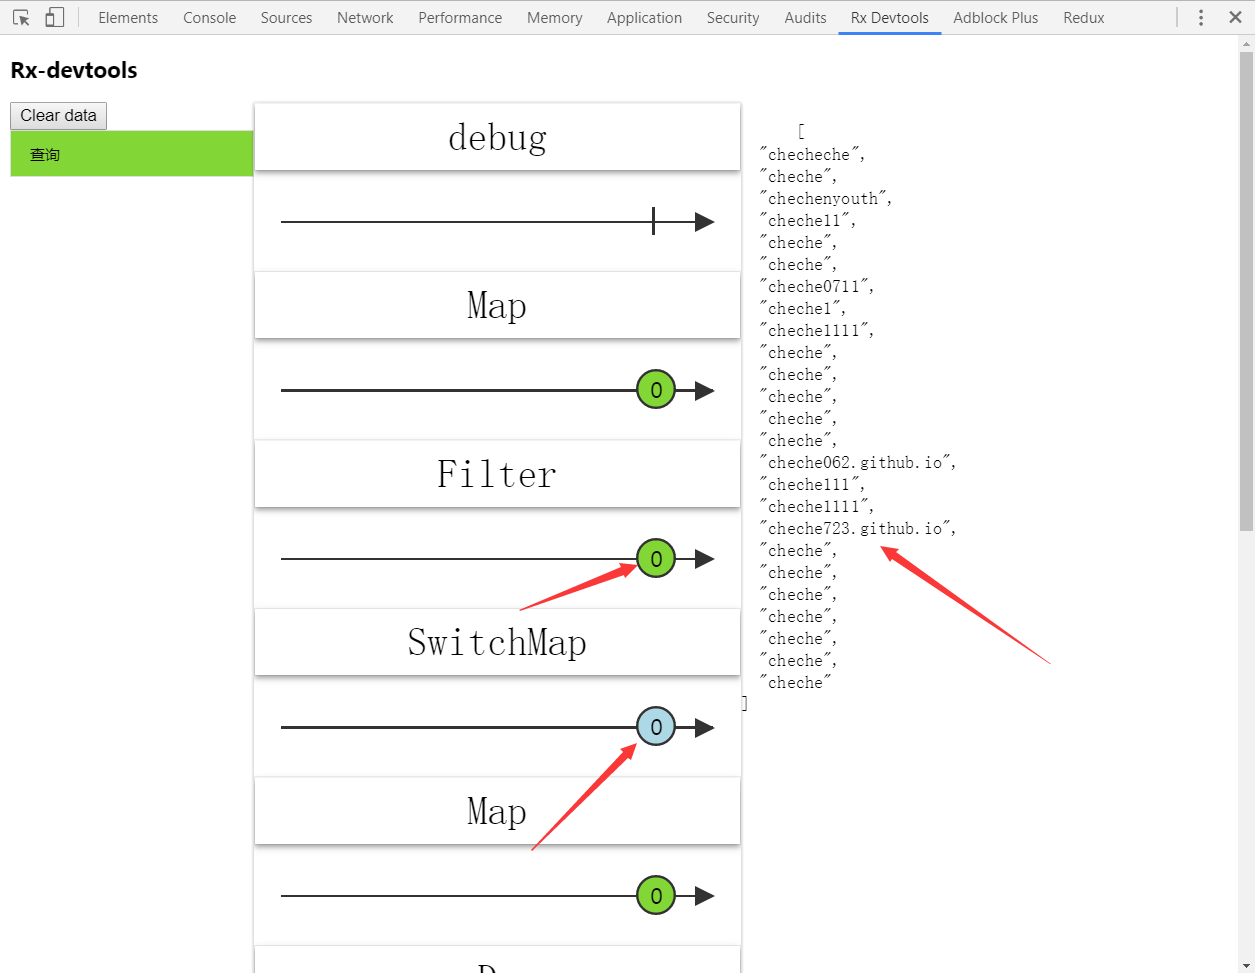 Elements Console Sources Network Performance Memory Application Security Audits Rx Devtools Adblock Plus Redux
Rx-devtools
Clear data
查询
debug
Map
0
Filter
0
SwitchMap
0
Map
0
[
"chececheche",
"cheche",
"chechenyouth",
"cheche11",
"cheche",
"cheche",
"cheche0711",
"cheche1",
"cheche1111",
"cheche",
"cheche",
"cheche",
"cheche",
"cheche",
"cheche062.github.io",
"cheche111",
"cheche1111",
"cheche723.github.io",
"cheche",
"cheche",
"cheche",
"cheche",
"cheche",
"cheche",
"cheche"
]